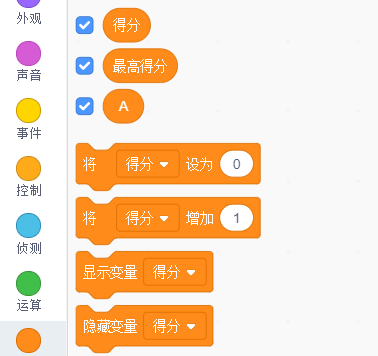 外观
声音
事件
控制
侦测
运算
得分
最高得分
A
将 得分 设为 0
将 得分 增加 1
显示变量 得分
隐藏变量 得分